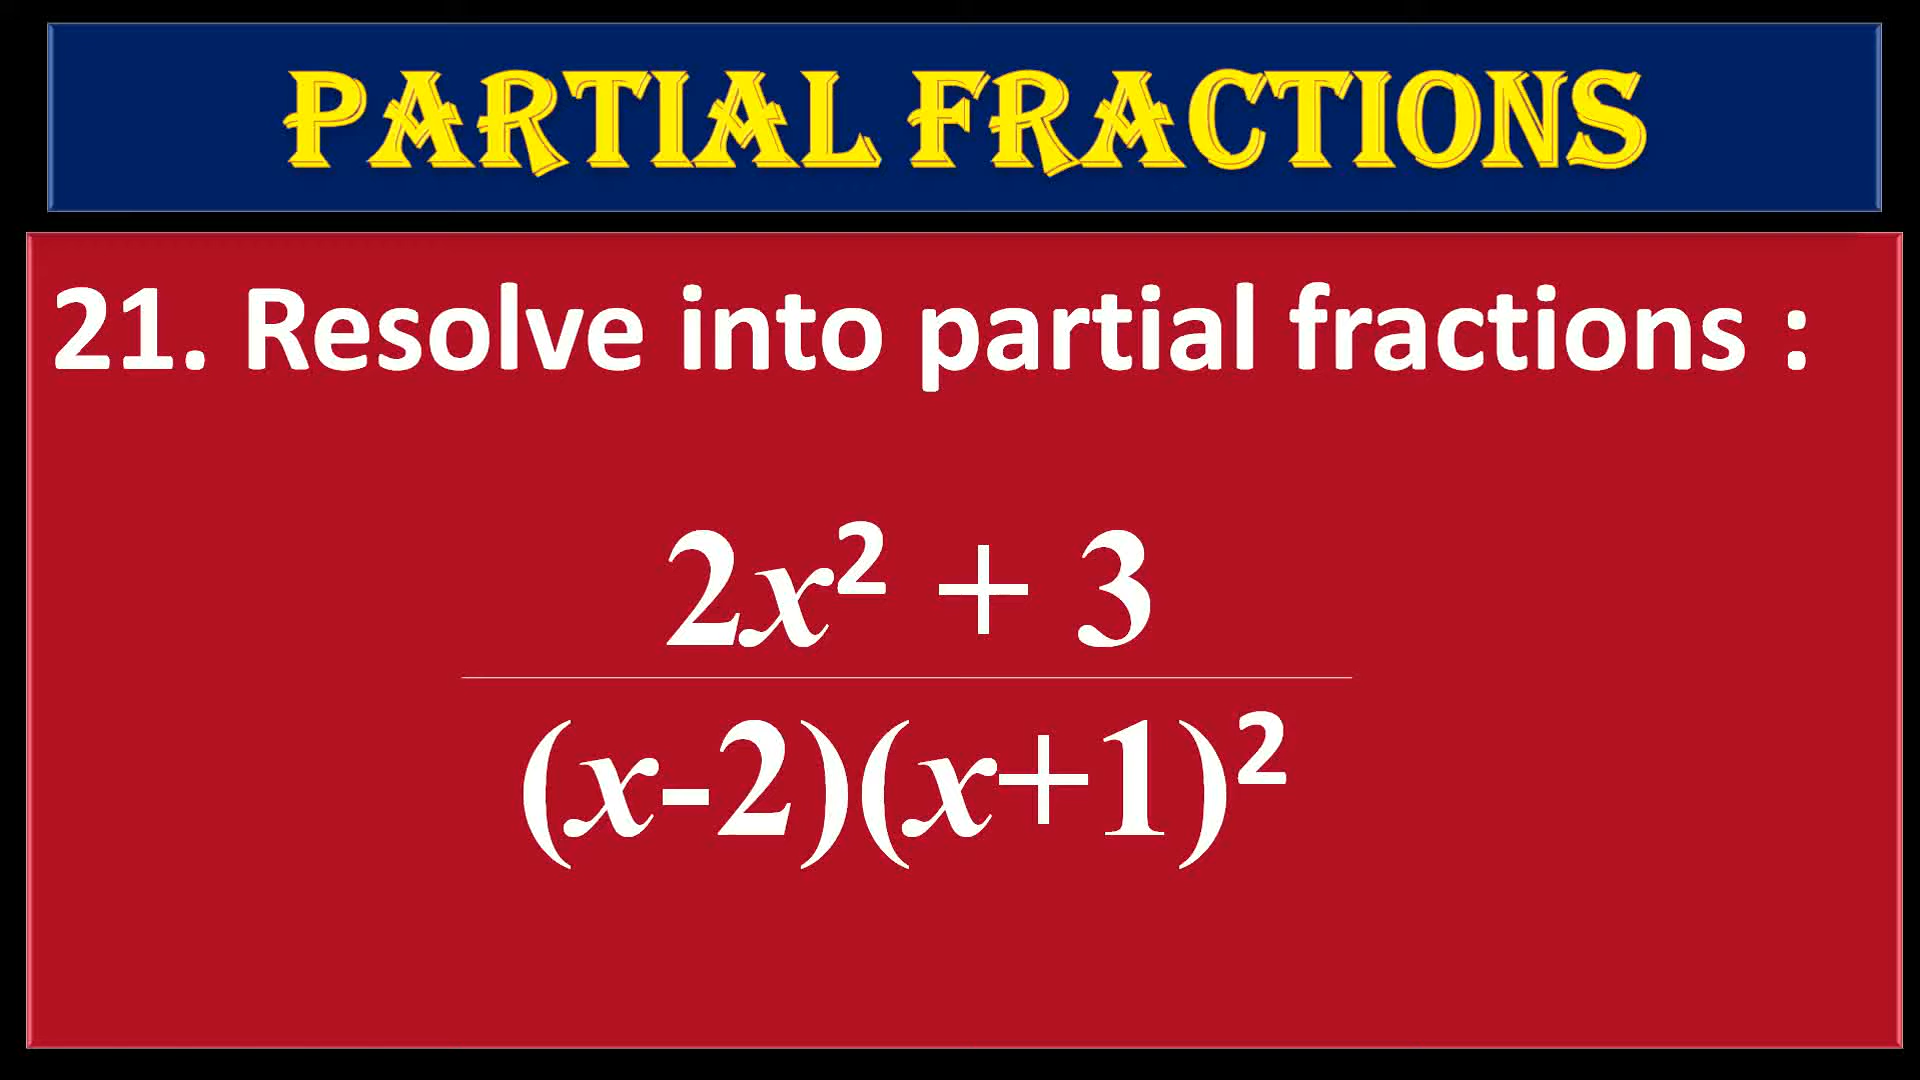 PARTIAL FRACTIONS
21. Resolve into partial fractions :
2x² + 3
(x-2)(x+1)²